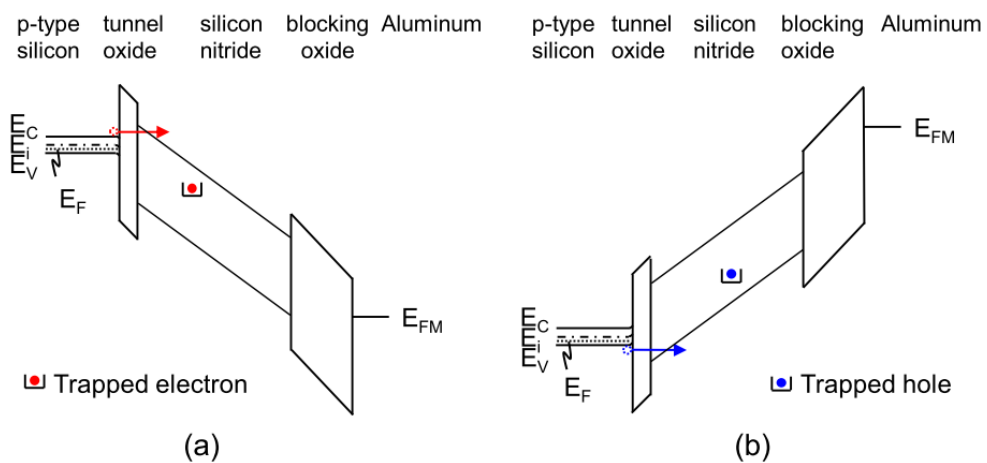 p-type tunnel silicon blocking Aluminum
silicon oxide nitride oxide
E_C
E_i
E_V
E_F
E_FM
Trapped electron
(a)
p-type tunnel silicon blocking Aluminum
silicon oxide nitride oxide
E_FM
E_C
E_i
E_V
E_F
Trapped hole
(b)